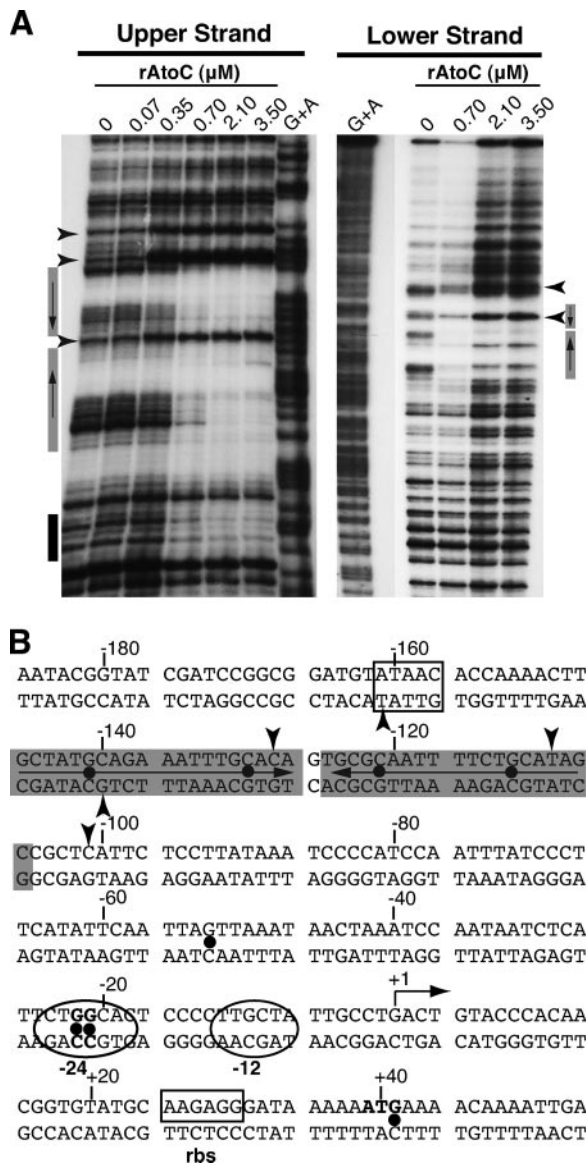 A
Upper Strand
Lower Strand
rAtoC (µM)
rAtoC (µM)
0 0.07 0.35 0.70 2.10 3.50 G+A
G+A 0 0.70 2.10 3.50
B
-180 -160
AATACGGTAT CGATCCGGCG GATGTATAAC ACCAAAACTT
TTATGCCATA TCTAGGCCGC CTACATATTG TGGTTTTGAA
-140 -120
GCTATGCAGA AATTTGCACA GTGCGCAATT TTCTGCATAG
CGATACGTCT TTAAACGTGT CACGCGTTAA AAGACGTATC
-100 -80
CCGCTCATTC TCCTTATAAA TCCCCATCCA ATTTATCCCT
GGCGAGTAAG AGGAATATTT AGGGGTAGGT TAAATAGGGA
-60 -40
TCATATTCAA TTAGTTAAAT AACTAAATCC AATAATCTCA
AGTATAAGTT AATCAATTTA TTGATTTAGG TTATTAGAGT
-20 +1
TTCTGGCACT CCCCTTGCTA TTGCCTGACT GTACCCACAA
AAGACCGTGA GGGGAACGAT AACGGACTGA CATGGGTGTT
-24 -12
+20 +40
CGGTGTATGC AAGAGGGATA AAAAATGAAA ACAAAATTGA
GCCACATACG TTCTCCCTAT TTTTTACTTT TGTTTTAACT
rbs